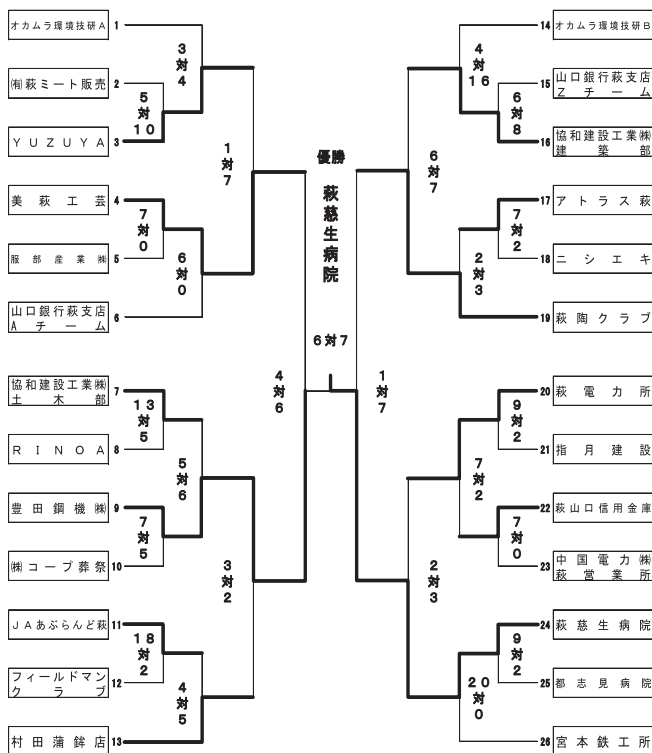 オカムラ環境技研A 1
㈲萩ミート販売 2
YUZUYA 3
美萩工芸 4
服部産業㈱ 5
山口銀行萩支店
Aチーム 6
協和建設工業㈱
土木部 7
RINOA 8
豊田鋼機㈱ 9
㈱コープ葬祭 10
JAあぶらんど萩 11
フィールドマン
クラブ 12
村田蒲鉾店 13
3対4
5対10
1対7
7対0
6対0
4対6
13対5
5対6
7対5
3対2
18対2
4対5
優勝
萩慈生病院
6対7
4対16
6対8
6対7
7対2
2対3
1対7
9対2
7対2
7対0
2対3
9対2
20対0
14 オカムラ環境技研B
15 山口銀行萩支店
Zチーム
16 協和建設工業㈱
建築部
17 アトラス萩
18 ニシエキ
19 萩陶クラブ
20 萩電力所
21 指月建設
22 萩山口信用金庫
23 中国電力㈱
萩営業所
24 萩慈生病院
25 都志見病院
26 宮本鉄工所